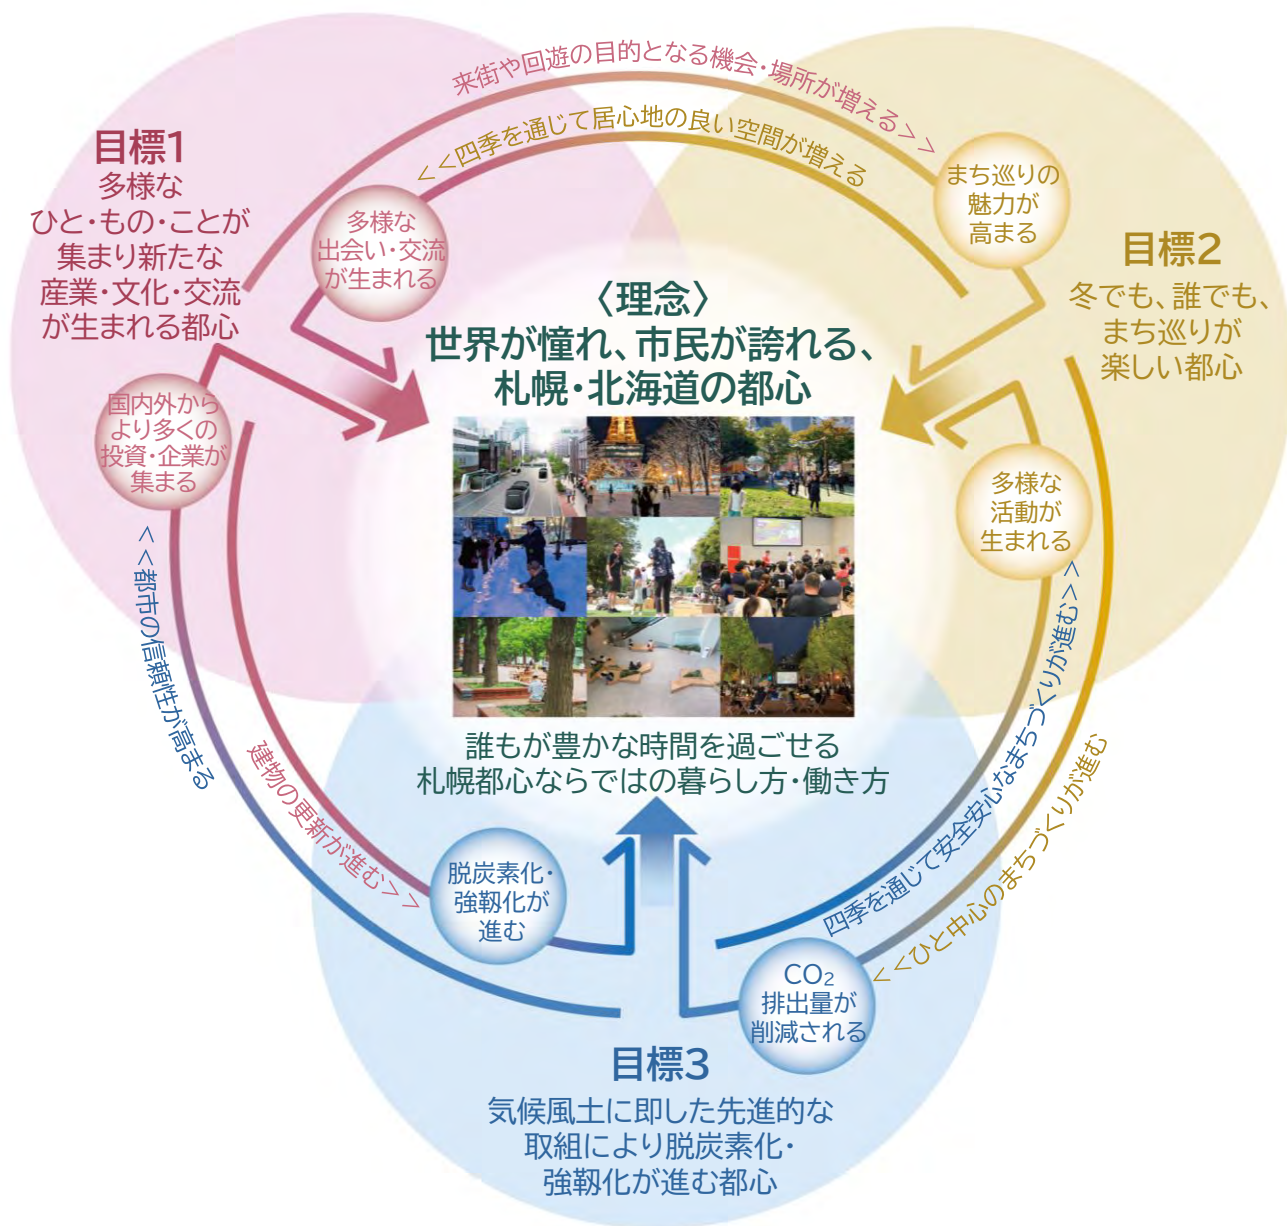 来街や回遊の目的となる機会・場所が増える>>
<<四季を通じて居心地の良い空間が増える
目標1
多様な
ひと・もの・ことが
集まり新たな
産業・文化・交流
が生まれる都心
多様な
出会い・交流
が生まれる
まち巡りの
魅力が
高まる
目標2
冬でも、誰でも、
まち巡りが
楽しい都心
〈理念〉
世界が憧れ、市民が誇れる、
札幌・北海道の都心
国内外から
より多くの
投資・企業が
集まる
多様な
活動が
生まれる
<<都市の信頼性が高まる
建物の更新が進む>>
四季を通じて安全安心なまちづくりが進む>>
<<ひと中心のまちづくりが進む
誰もが豊かな時間を過ごせる
札幌都心ならではの暮らし方・働き方
脱炭素化・
強靱化が
進む
CO₂
排出量が
削減される
目標3
気候風土に即した先進的な
取組により脱炭素化・
強靱化が進む都心